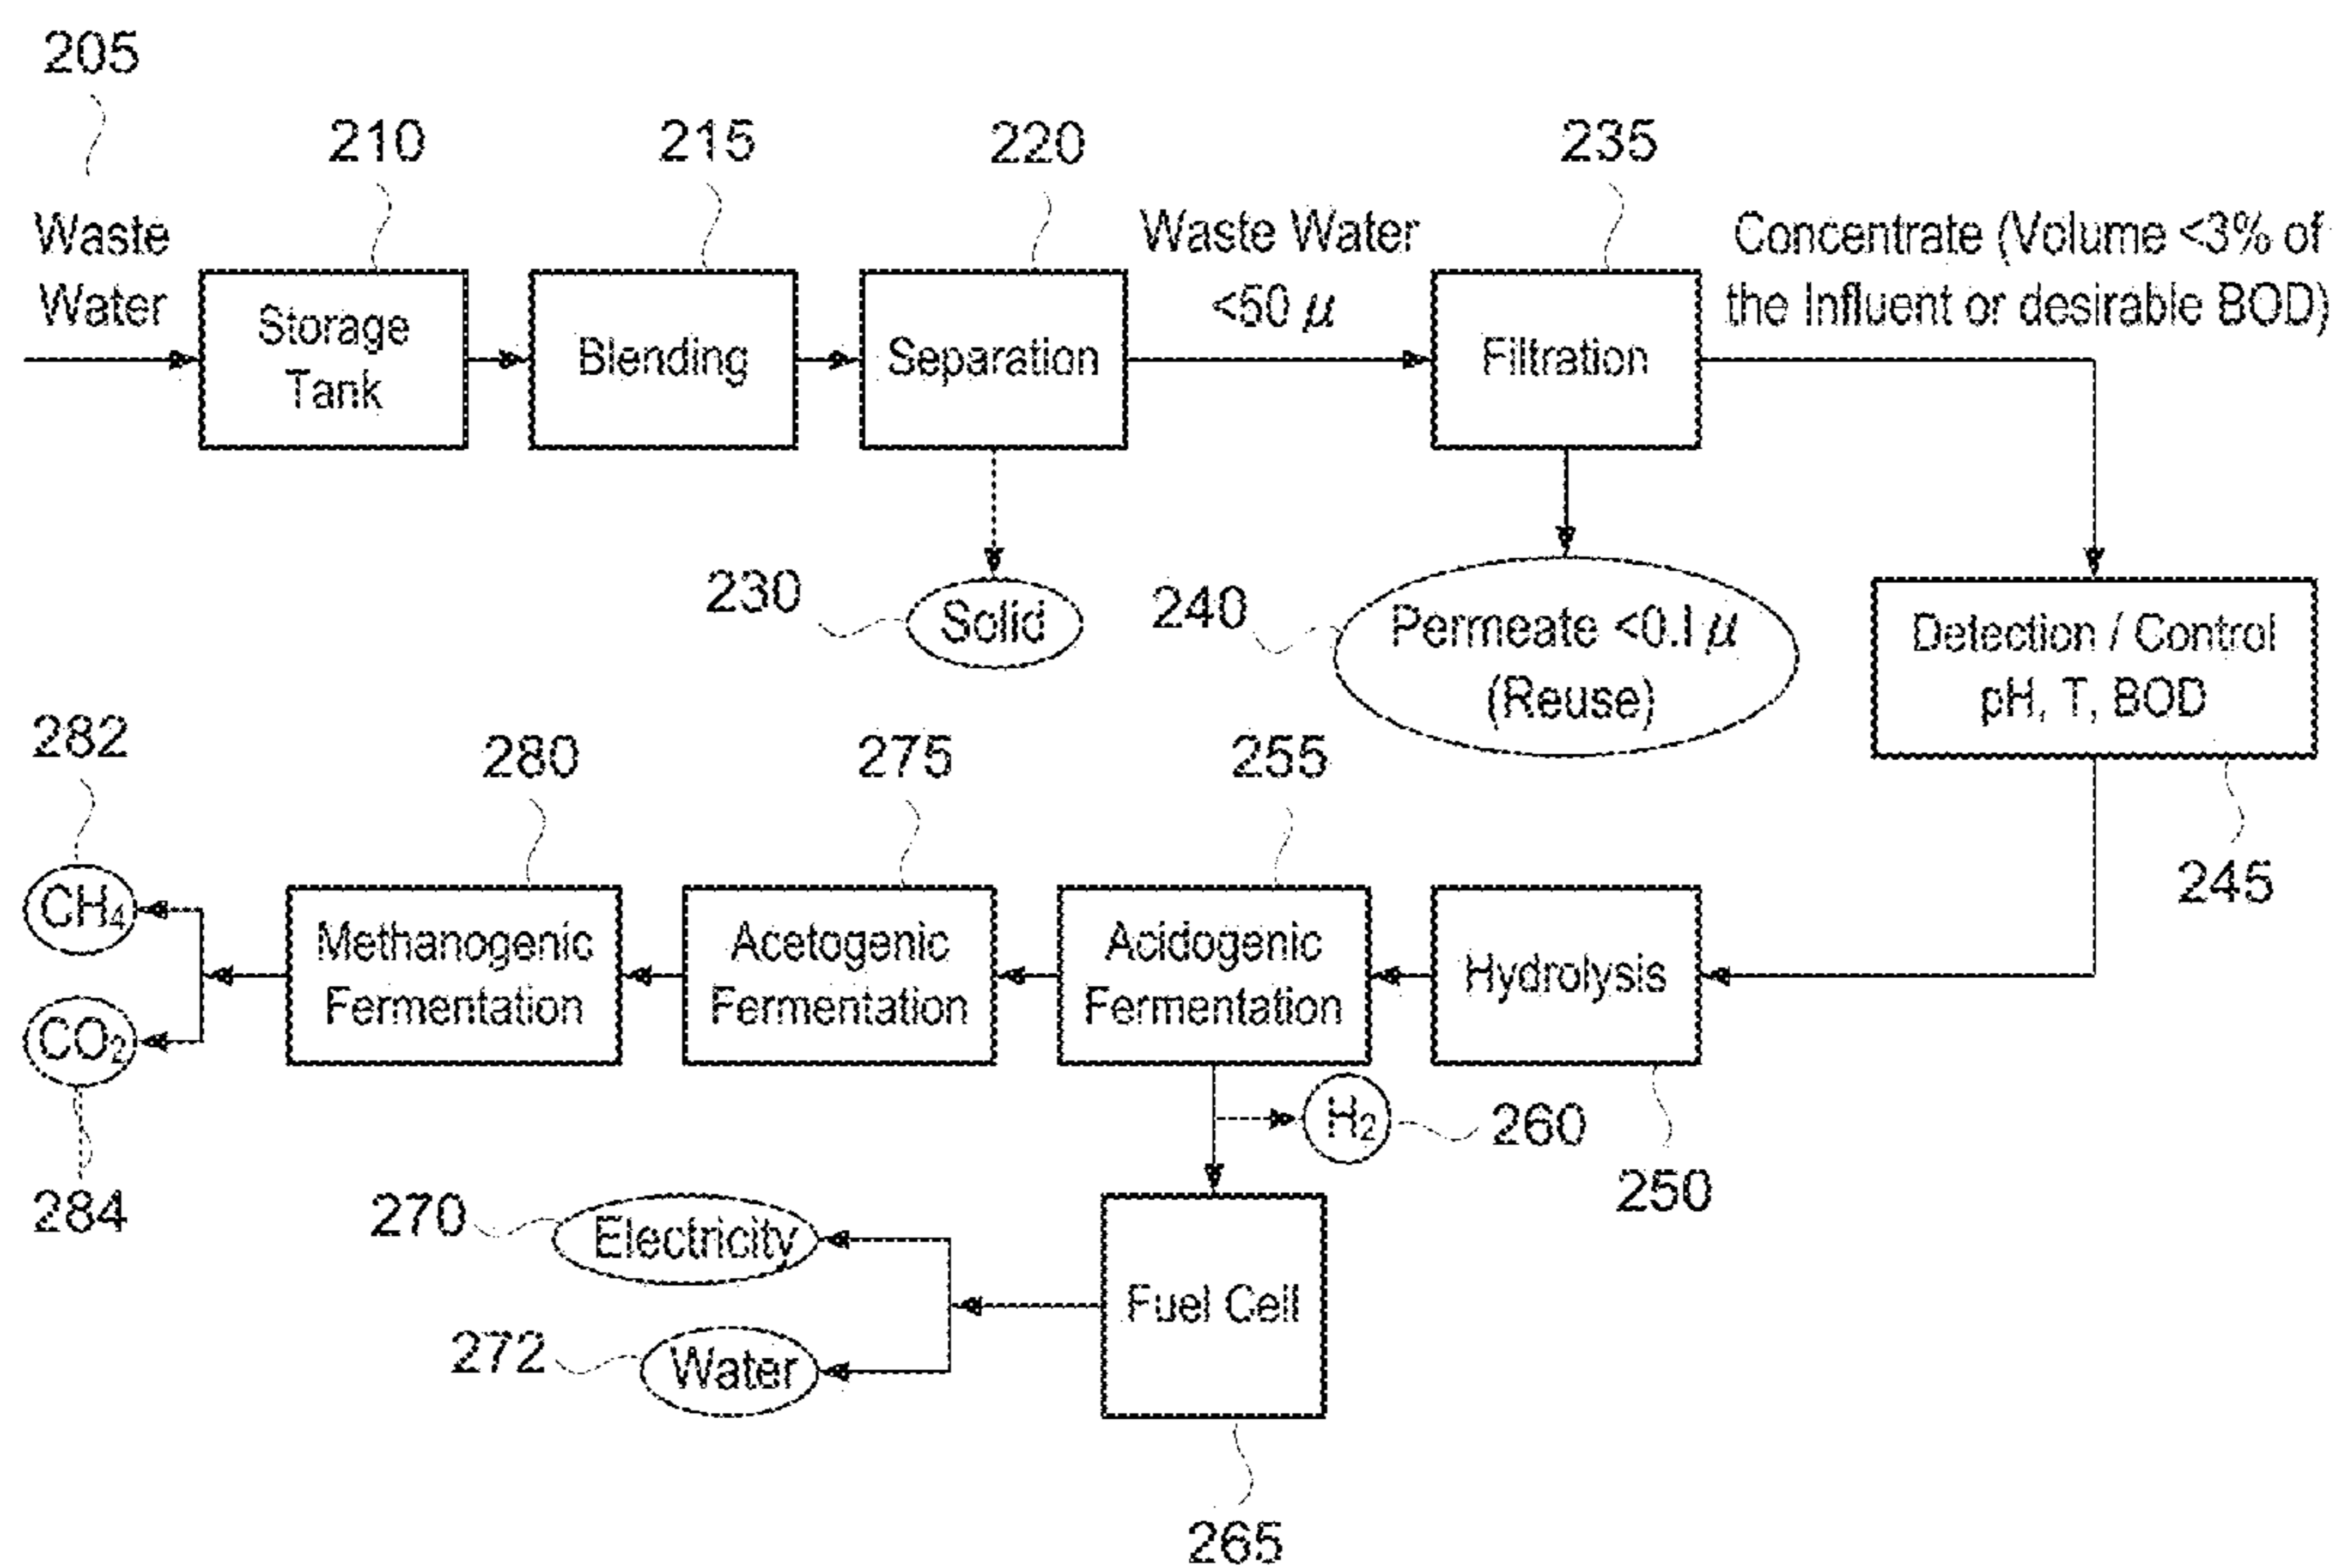 205
210
215
220
235
Waste
Water
Storage
Tank
Blending
Separation
Waste Water
<50 μ
Filtration
Concentrate (Volume <3% of
the Influent or desirable BOD)
230
Solid
240
Permeate <0.1 μ
(Reuse)
Detection / Control
pH, T, BOD
245
282
280
275
255
CH₄
CO₂
284
Methanogenic
Fermentation
Acetogenic
Fermentation
Acidogenic
Fermentation
Hydrolysis
250
H₂
260
270
Electricity
272
Water
Fuel Cell
265